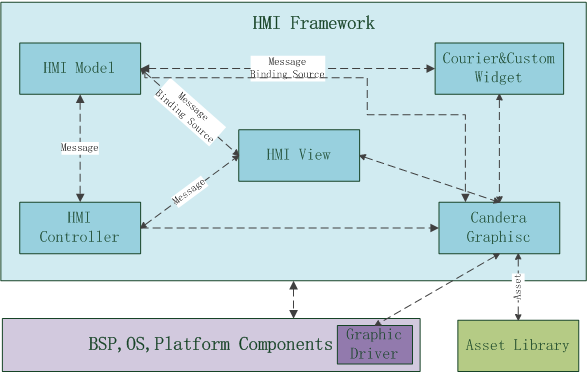 HMI Framework
HMI Model
Message
Binding Source
Courier&Custom
Widget
Message
Binding Source
Message
HMI View
Message
HMI
Controller
Candera
Graphisc
Asset
BSP,OS,Platform Components
Graphic
Driver
Asset Library